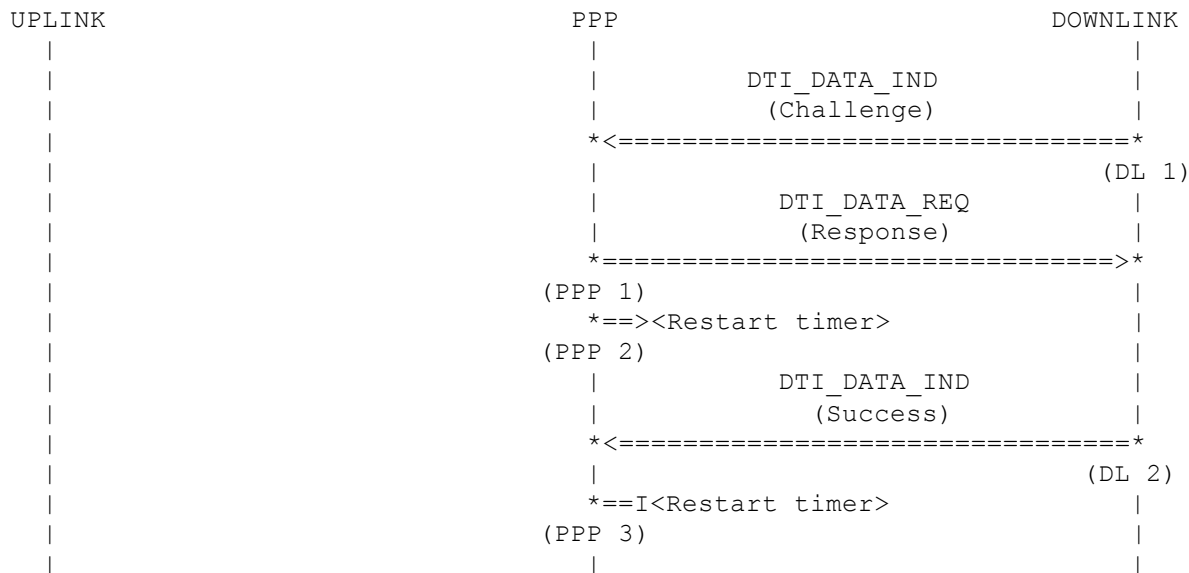 UPLINK PPP DOWNLINK
DTI_DATA_IND
(Challenge)
*<================================*
(DL 1)
DTI_DATA_REQ
(Response)
*================================>*
(PPP 1)
*==><Restart timer>
(PPP 2)
DTI_DATA_IND
(Success)
*<================================*
(DL 2)
*==I<Restart timer>
(PPP 3)